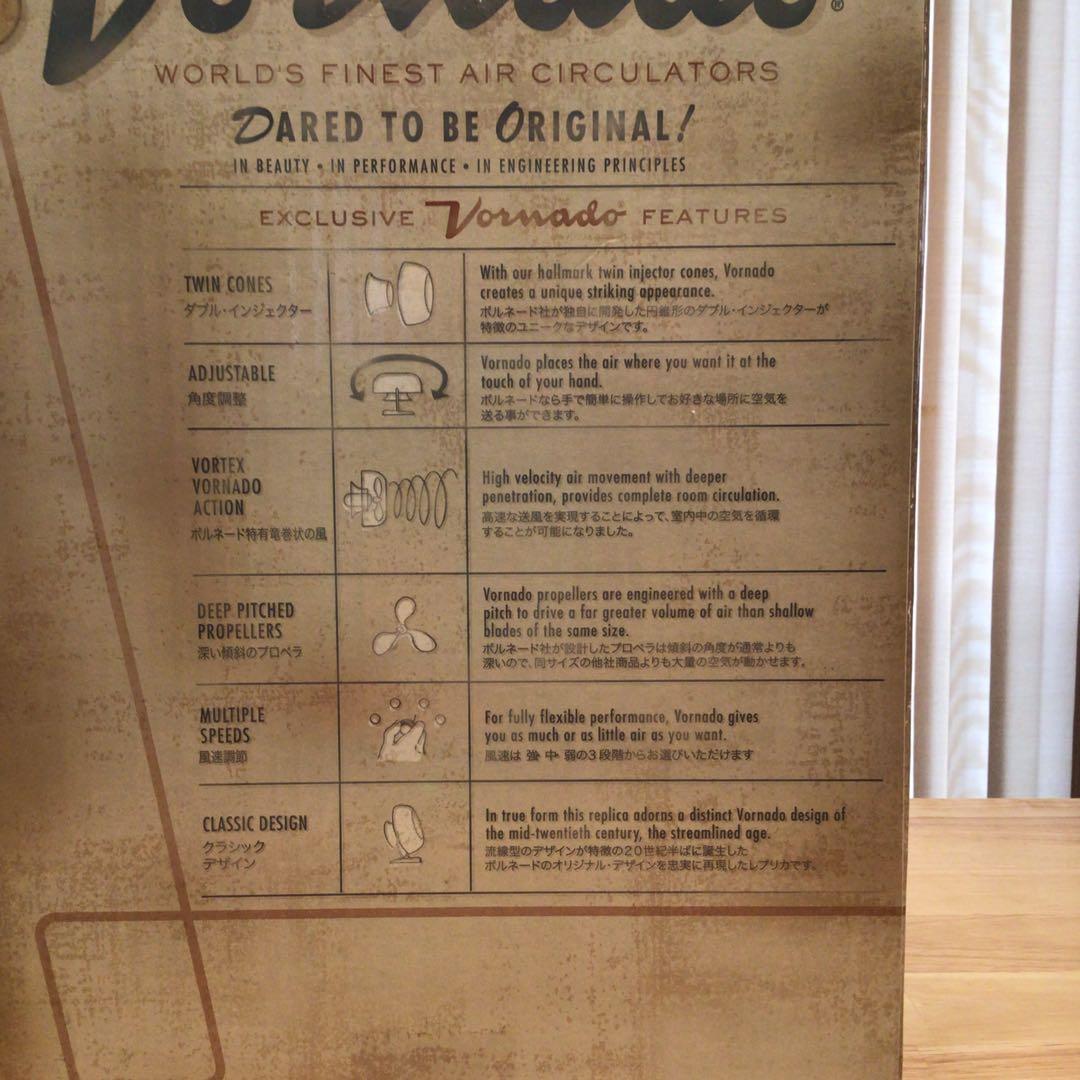 Vornado®
WORLD'S FINEST AIR CIRCULATORS
DARED TO BE ORIGINAL!
IN BEAUTY • IN PERFORMANCE • IN ENGINEERING PRINCIPLES
EXCLUSIVE Vornado FEATURES
TWIN CONES
ダブル・インジェクター
With our hallmark twin injector cones, Vornado
creates a unique striking appearance.
ボルネード社が独自に開発した円錐形のダブル・インジェクターが
特徴のユニークなデザインです。
ADJUSTABLE
角度調整
Vornado places the air where you want it at the
touch of your hand.
ボルネードなら手で簡単に操作してお好きな場所に空気を
送る事ができます。
VORTEX
VORNADO
ACTION
ボルネード特有竜巻状の風
High velocity air movement with deeper
penetration, provides complete room circulation.
高速な送風を実現することによって、室内中の空気を循環
することが可能になりました。
DEEP PITCHED
PROPELLERS
深い傾斜のプロペラ
Vornado propellers are engineered with a deep
pitch to drive a far greater volume of air than shallow
blades of the same size.
ボルネード社が設計したプロペラは傾斜の角度が通常よりも
深いので、同サイズの他社商品よりも大量の空気が動かせます。
MULTIPLE
SPEEDS
風速調節
For fully flexible performance, Vornado gives
you as much or as little air as you want.
風速は 強 中 弱の3段階からお選びいただけます
CLASSIC DESIGN
クラシック
デザイン
In true form this replica adorns a distinct Vornado design of
the mid-twentieth century, the streamlined age.
流線型のデザインが特徴の20世紀半ばに誕生した
ボルネードのオリジナル・デザインを忠実に再現したレプリカです。